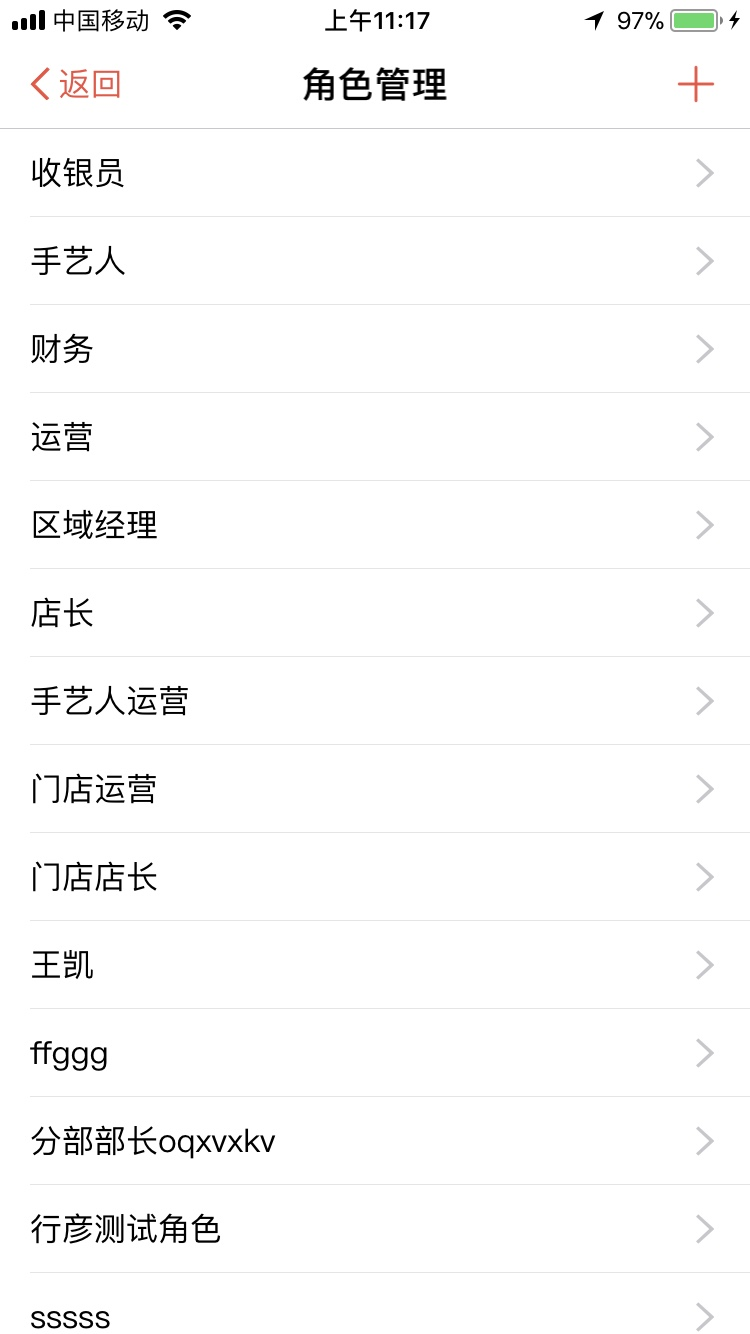 中国移动 上午11:17 97%
返回 角色管理
收银员
手艺人
财务
运营
区域经理
店长
手艺人运营
门店运营
门店店长
王凯
ffggg
分部部长oqxvxkv
行彦测试角色
sssss